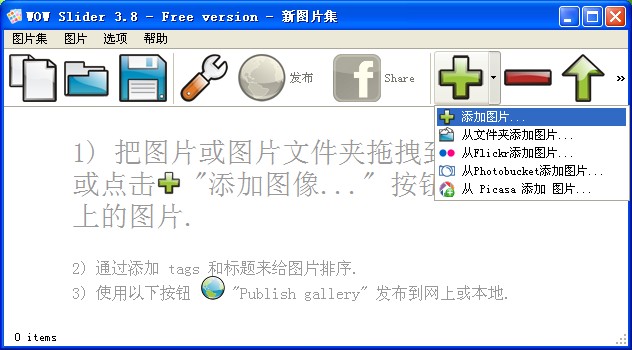 WOW Slider 3.8 - Free version - 新图片集
图片集 图片 选项 帮助
发布 Share
添加图片...
从文件夹添加图片...
从Flickr添加图片...
从Photobucket添加图片...
从 Picasa 添加 图片...
1) 把图片或图片文件夹拖拽到
或点击 "添加图像..." 按钮
上的图片.
2) 通过添加 tags 和标题来给图片排序.
3) 使用以下按钮 "Publish gallery" 发布到网上或本地.
0 items